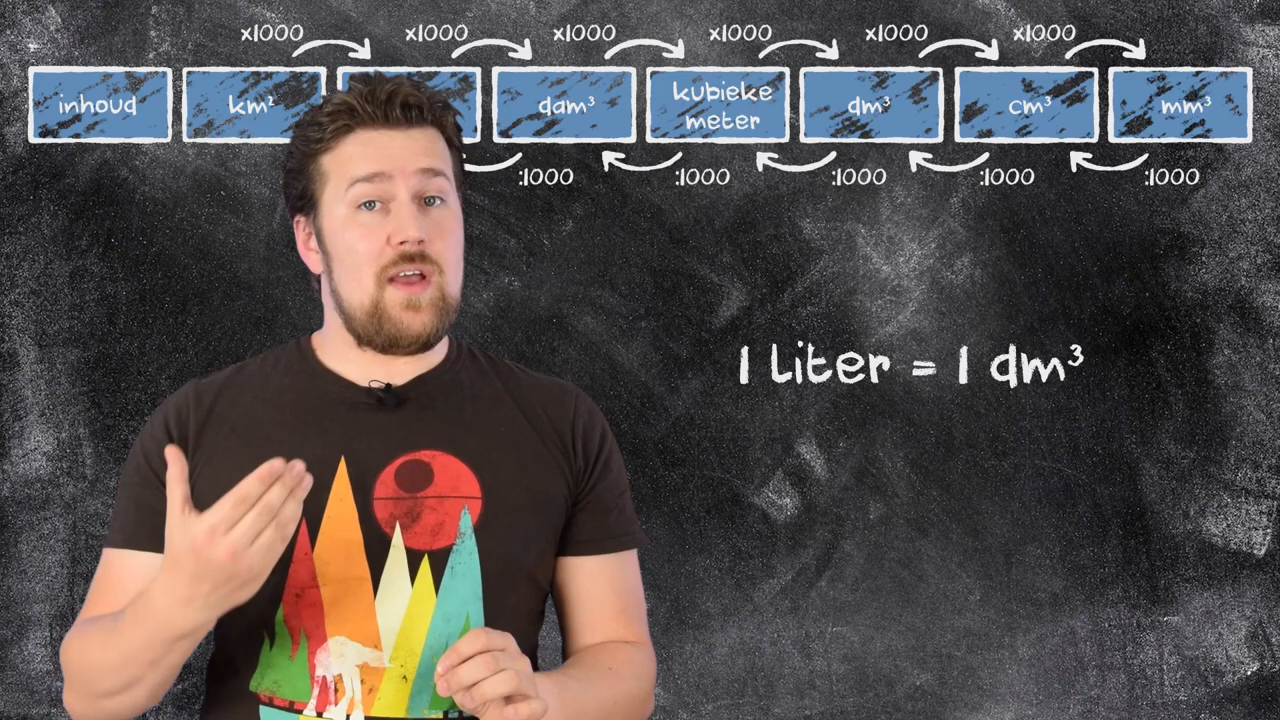 x1000 x1000 x1000 x1000 x1000 x1000
inhoud km² dam³ kubieke meter dm³ cm³ mm³
:1000 :1000 :1000 :1000 :1000
1 Liter = 1 dm³